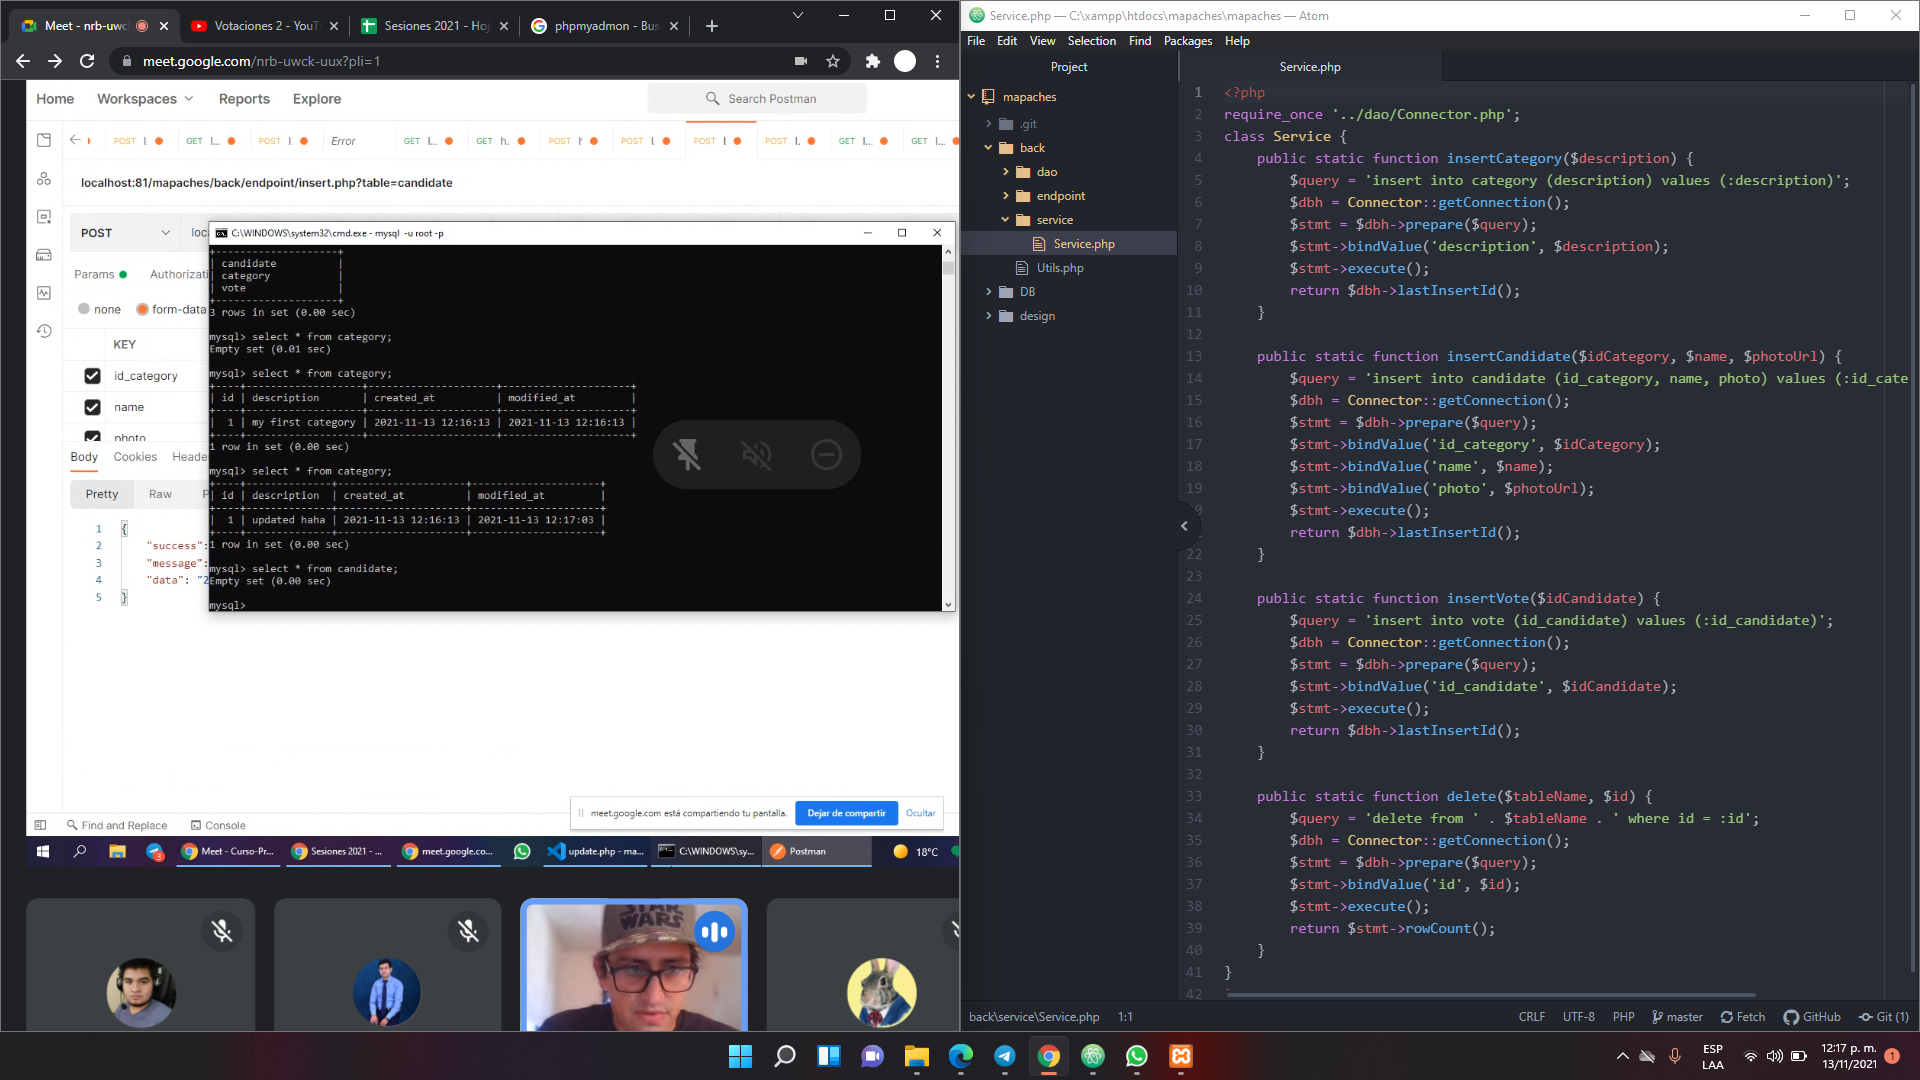 Meet - nrb-uwc
Votaciones 2 - YouT
Sesiones 2021 - Hoj
phpmyadmon - Bus
meet.google.com/nrb-uwck-uux?pli=1
Home Workspaces Reports Explore
Search Postman
POST GET POST Error GET GET POST POST POST POST GET GET
localhost:81/mapaches/back/endpoint/insert.php?table=candidate
POST
Params Authorizati
none form-data
KEY
id_category
name
photo
Body Cookies Heade
Pretty Raw P
1 {
2 "success":
3 "message":
4 "data": "2
5 }
C:\WINDOWS\system32\cmd.exe - mysql -u root -p
+-------------------+
| candidate |
| category |
| vote |
+-------------------+
3 rows in set (0.00 sec)
mysql> select * from category;
Empty set (0.01 sec)
mysql> select * from category;
| id | description | created_at | modified_at |
| 1 | my first category | 2021-11-13 12:16:13 | 2021-11-13 12:16:13 |
1 row in set (0.00 sec)
mysql> select * from category;
| id | description | created_at | modified_at |
| 1 | updated haha | 2021-11-13 12:16:13 | 2021-11-13 12:17:03 |
1 row in set (0.00 sec)
mysql> select * from candidate;
Empty set (0.00 sec)
mysql>
meet.google.com está compartiendo tu pantalla.
Dejar de compartir
Ocultar
Find and Replace Console
Meet - Curso-Pr...
Sesiones 2021 - ...
meet.google.co...
update.php - ma...
C:\WINDOWS\sy...
Postman
18°C
STAR
WARS
Service.php — C:\xampp\htdocs\mapaches\mapaches — Atom
File Edit View Selection Find Packages Help
Project
mapaches
.git
back
dao
endpoint
service
Service.php
Utils.php
DB
design
Service.php
1 <?php
2 require_once '../dao/Connector.php';
3 class Service {
4 public static function insertCategory($description) {
5 $query = 'insert into category (description) values (:description)';
6 $dbh = Connector::getConnection();
7 $stmt = $dbh->prepare($query);
8 $stmt->bindValue('description', $description);
9 $stmt->execute();
10 return $dbh->lastInsertId();
11 }
12
13 public static function insertCandidate($idCategory, $name, $photoUrl) {
14 $query = 'insert into candidate (id_category, name, photo) values (:id_cate
15 $dbh = Connector::getConnection();
16 $stmt = $dbh->prepare($query);
17 $stmt->bindValue('id_category', $idCategory);
18 $stmt->bindValue('name', $name);
19 $stmt->bindValue('photo', $photoUrl);
$stmt->execute();
return $dbh->lastInsertId();
22 }
23
24 public static function insertVote($idCandidate) {
25 $query = 'insert into vote (id_candidate) values (:id_candidate)';
26 $dbh = Connector::getConnection();
27 $stmt = $dbh->prepare($query);
28 $stmt->bindValue('id_candidate', $idCandidate);
29 $stmt->execute();
30 return $dbh->lastInsertId();
31 }
32
33 public static function delete($tableName, $id) {
34 $query = 'delete from ' . $tableName . ' where id = :id';
35 $dbh = Connector::getConnection();
36 $stmt = $dbh->prepare($query);
37 $stmt->bindValue('id', $id);
38 $stmt->execute();
39 return $stmt->rowCount();
40 }
41 }
42
back\service\Service.php 1:1
CRLF UTF-8 PHP master Fetch GitHub Git (1)
ESP
LAA
12:17 p. m.
13/11/2021
1